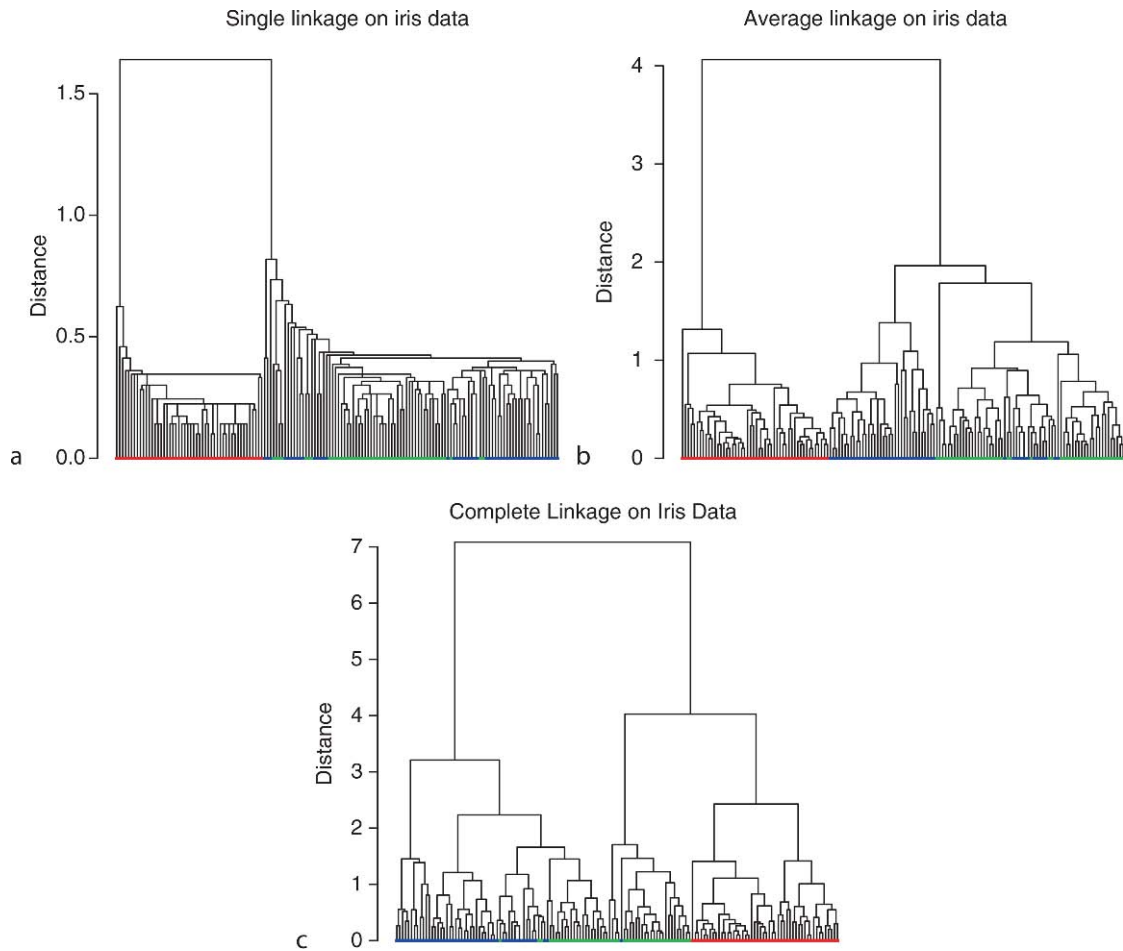 Single linkage on iris data
Distance
1.5
1.0
0.5
0.0
a
Average linkage on iris data
Distance
4
3
2
1
0
b
Complete Linkage on Iris Data
Distance
7
6
5
4
3
2
1
0
c